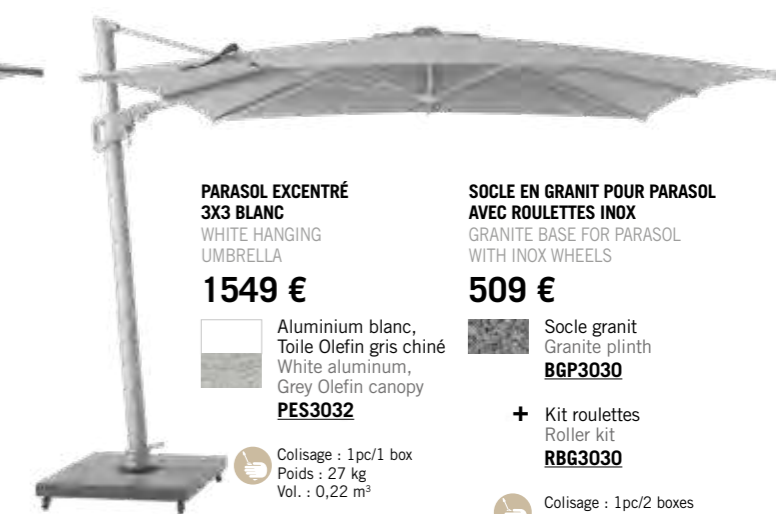 PARASOL EXCENTRÉ
3X3 BLANC
WHITE HANGING
UMBRELLA
1549 €
Aluminium blanc,
Toile Olefin gris chiné
White aluminum,
Grey Olefin canopy
PES3032
Colisage : 1pc/1 box
Poids : 27 kg
Vol. : 0,22 m³
SOCLE EN GRANIT POUR PARASOL
AVEC ROULETTES INOX
GRANITE BASE FOR PARASOL
WITH INOX WHEELS
509 €
Socle granit
Granite plinth
BGP3030
+ Kit roulettes
Roller kit
RBG3030
Colisage : 1pc/2 boxes